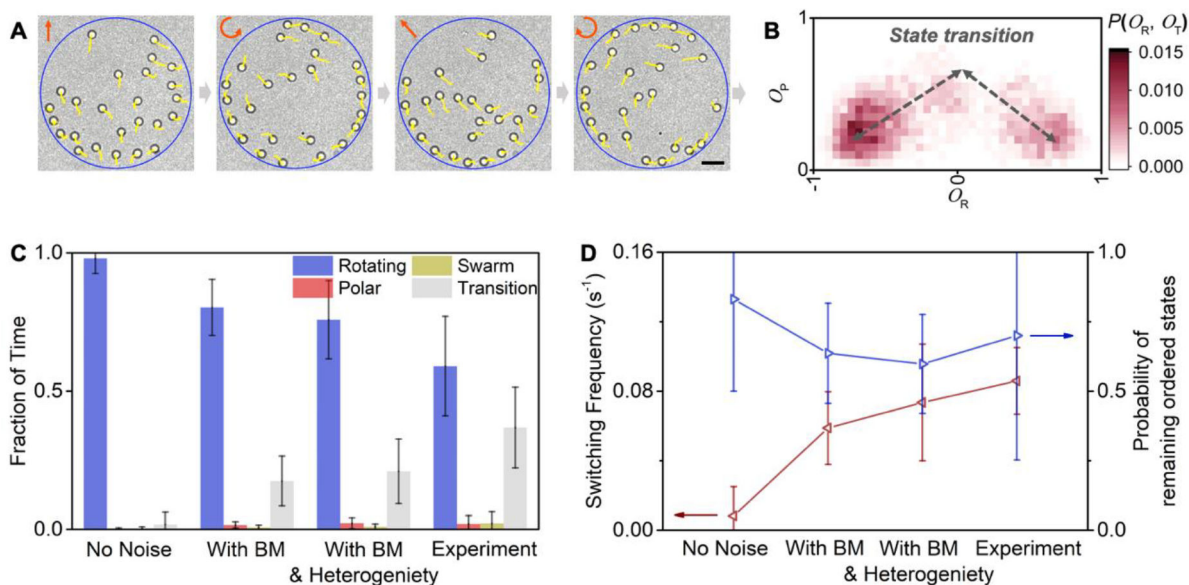 A
B
State transition
P(O_R, O_T)
0.015
0.010
0.005
0.000
1
O_P
0
-1
0
1
O_R
C
1.0
0.5
0.0
Fraction of Time
Rotating
Swarm
Polar
Transition
No Noise
With BM
With BM
& Heterogeniety
Experiment
D
0.16
0.08
0.00
Switching Frequency (s⁻¹)
1.0
0.5
0.0
Probability of
remaining ordered states
No Noise
With BM
With BM
& Heterogeniety
Experiment